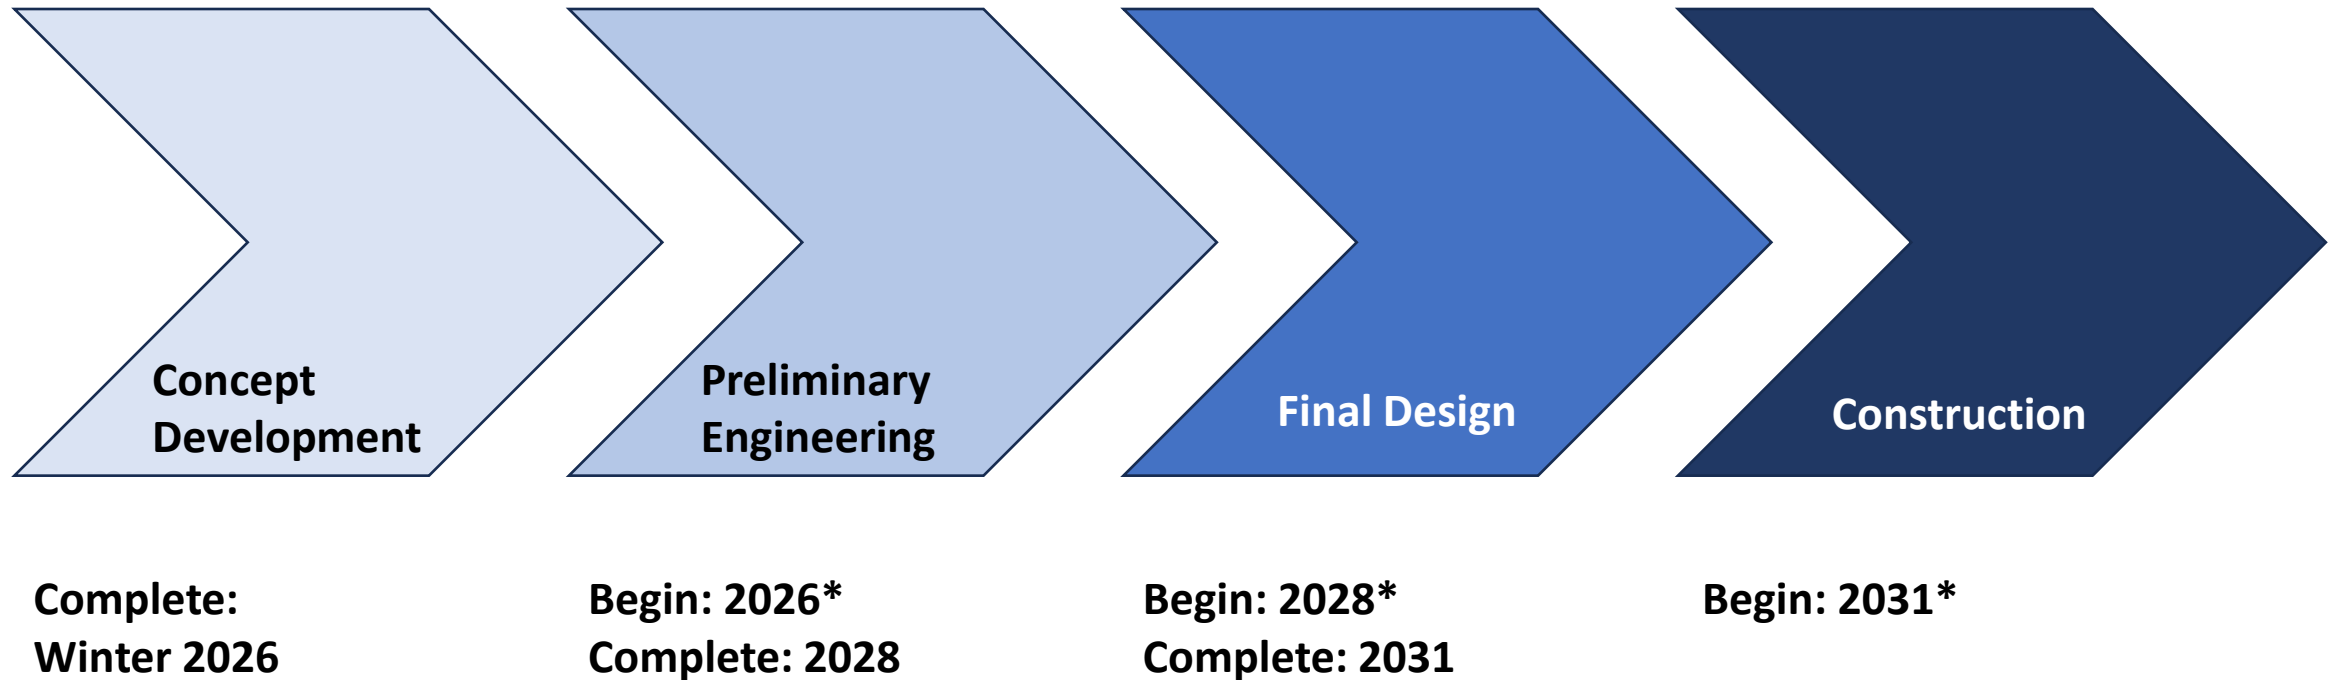 Concept
Development
Preliminary
Engineering
Final Design
Construction
Complete:
Winter 2026
Begin: 2026*
Complete: 2028
Begin: 2028*
Complete: 2031
Begin: 2031*